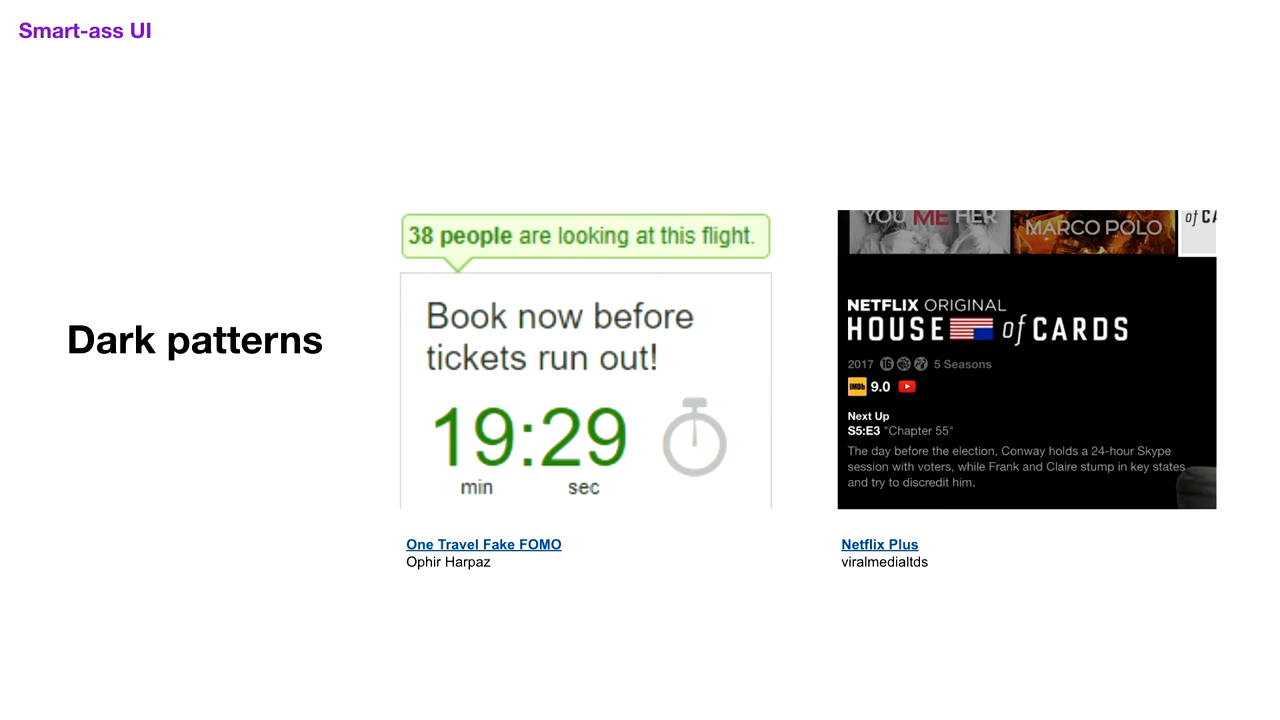 Smart-ass UI
Dark patterns
38 people are looking at this flight.
Book now before
tickets run out!
19:29
min sec
One Travel Fake FOMO
Ophir Harpaz
YOU ME HER
MARCO POLO
of CA
NETFLIX ORIGINAL
HOUSE of CARDS
2017 16 5 Seasons
IMDb 9.0
Next Up
S5:E3 "Chapter 55"
The day before the election, Conway holds a 24-hour Skype
session with voters, while Frank and Claire stump in key states
and try to discredit him.
Netflix Plus
viralmedialtds